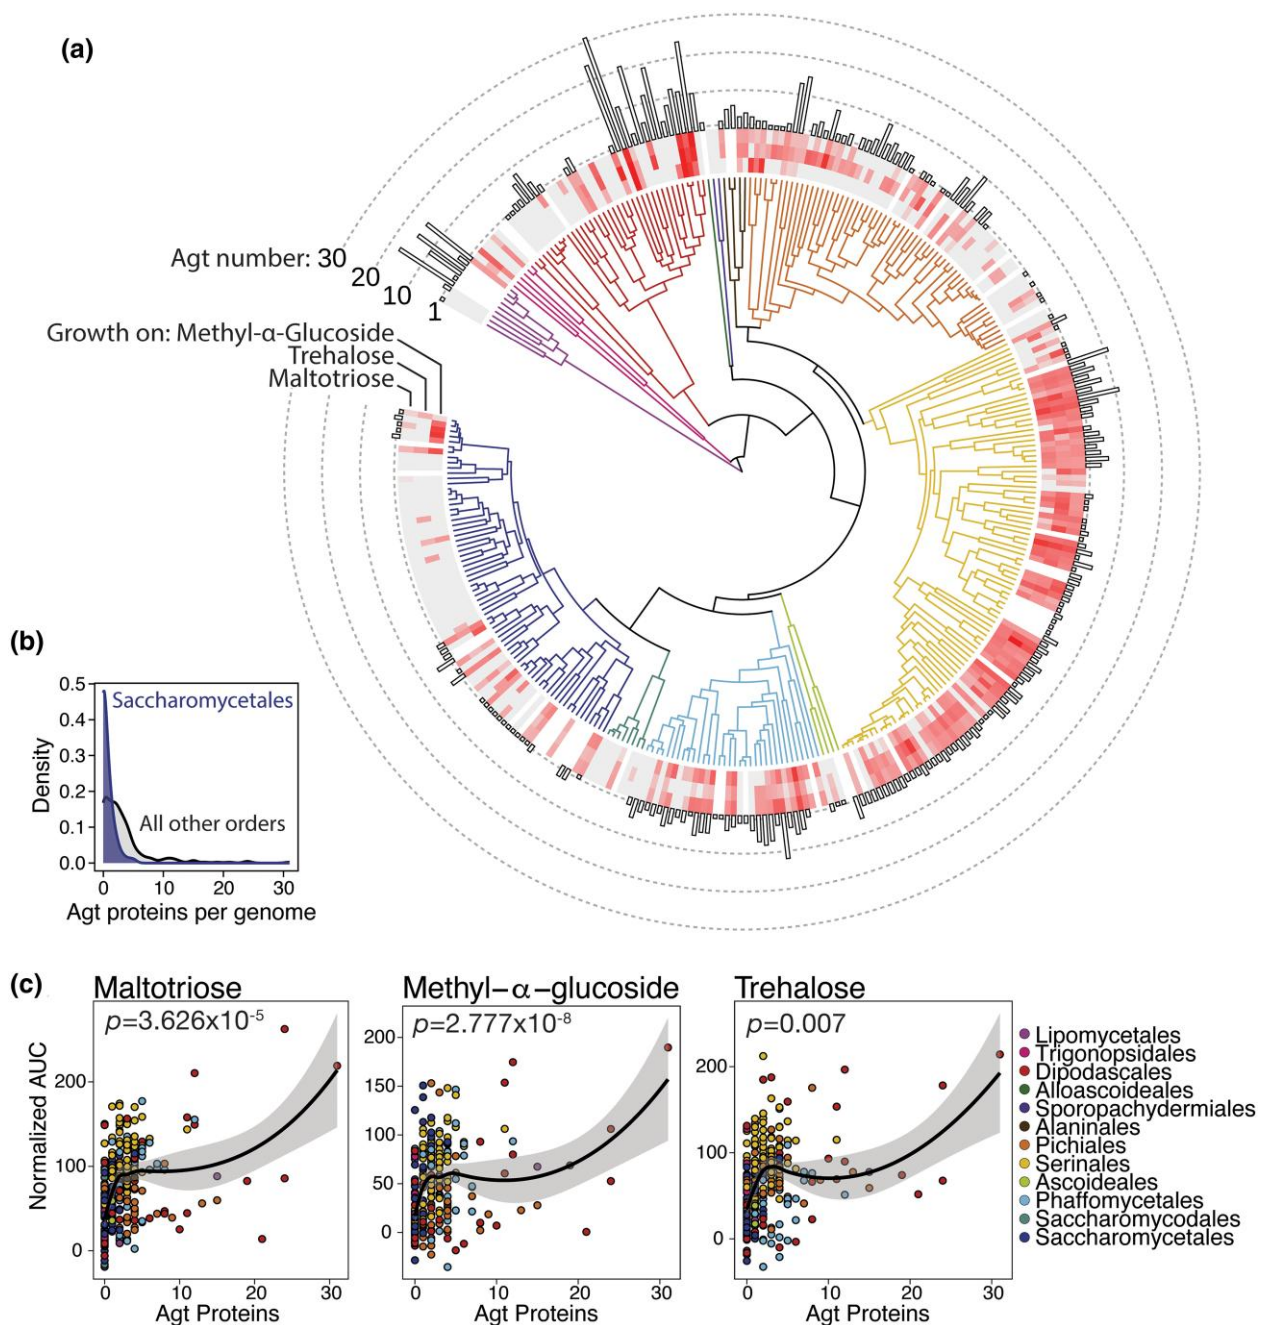 (a)
Agt number: 30
20
10
1
Growth on: Methyl-α-Glucoside
Trehalose
Maltotriose
(b)
0.5
0.4
0.3
0.2
0.1
0.0
Density
Saccharomycetales
All other orders
0 10 20 30
Agt proteins per genome
(c)
Maltotriose
p=3.626x10-5
Normalized AUC
200
100
0
0 10 20 30
Agt Proteins
Methyl−α−glucoside
p=2.777x10-8
200
150
100
50
0
0 10 20 30
Agt Proteins
Trehalose
p=0.007
200
100
0
0 10 20 30
Agt Proteins
Lipomycetales
Trigonopsidales
Dipodascales
Alloascoideales
Sporopachydermiales
Alaninales
Pichiales
Serinales
Ascoideales
Phaffomycetales
Saccharomycodales
Saccharomycetales